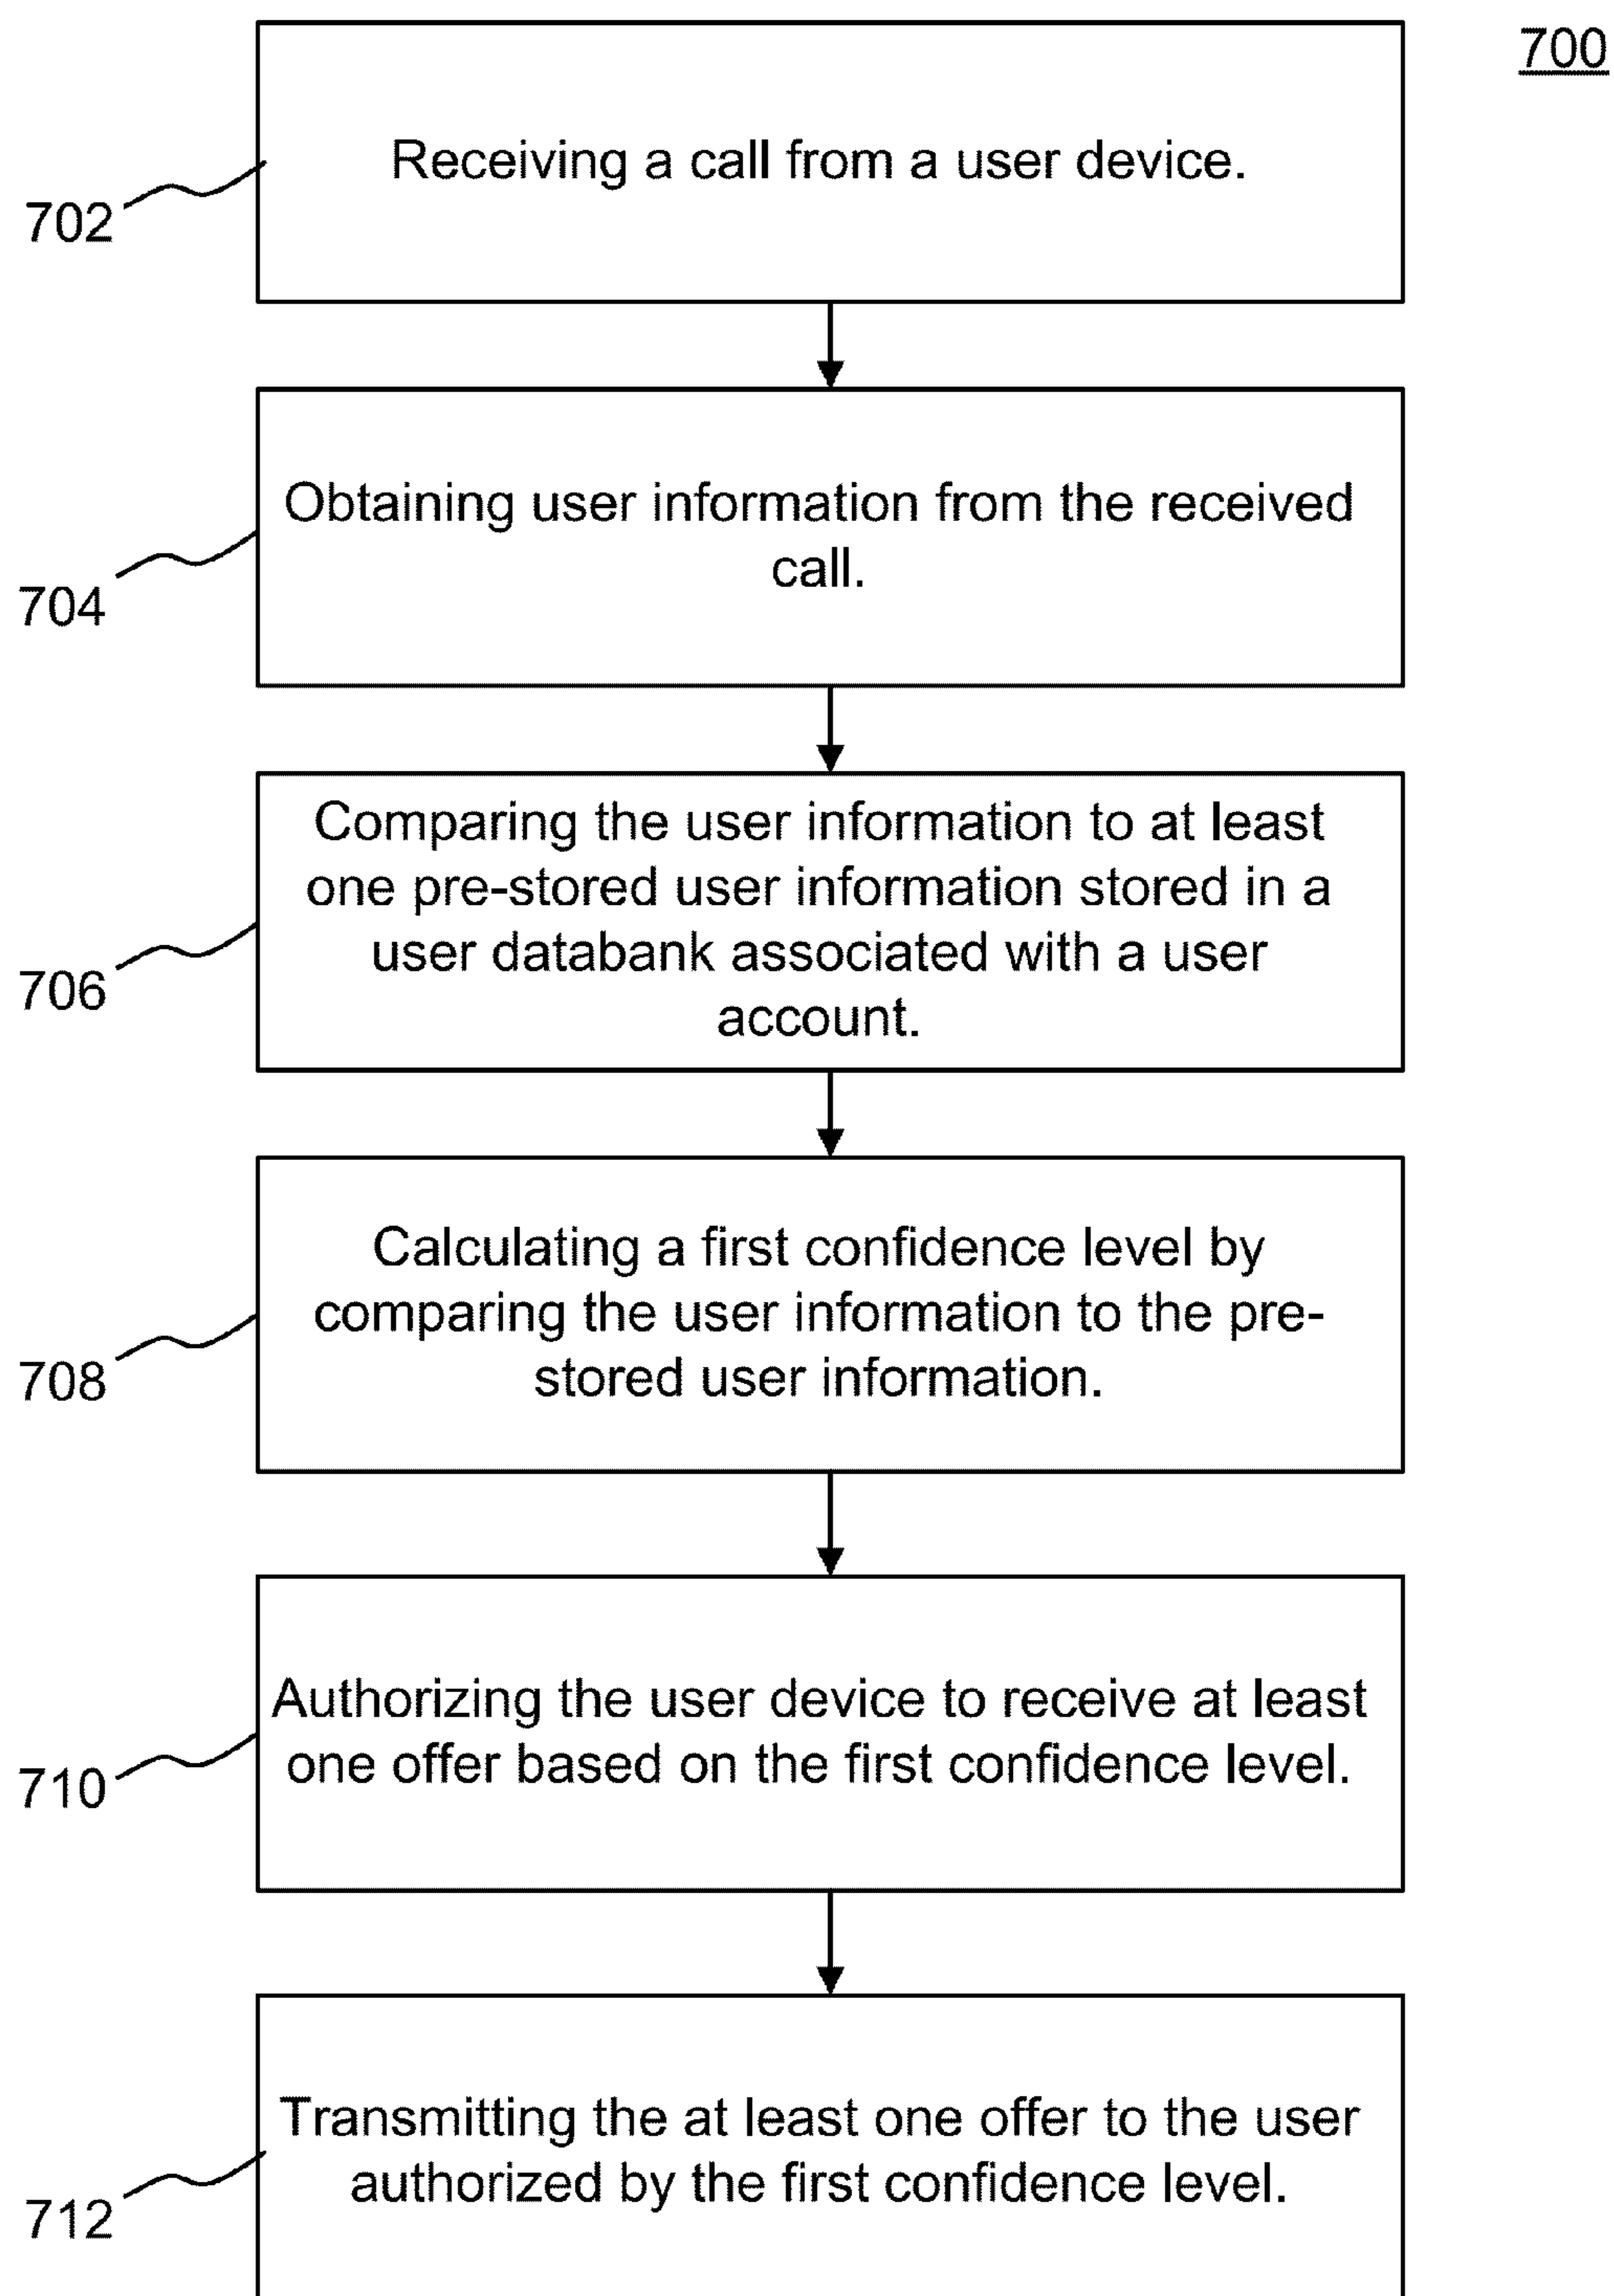 700
Receiving a call from a user device.
702
Obtaining user information from the received
call.
704
Comparing the user information to at least
one pre-stored user information stored in a
user databank associated with a user
account.
706
Calculating a first confidence level by
comparing the user information to the pre-
stored user information.
708
Authorizing the user device to receive at least
one offer based on the first confidence level.
710
Transmitting the at least one offer to the user
authorized by the first confidence level.
712